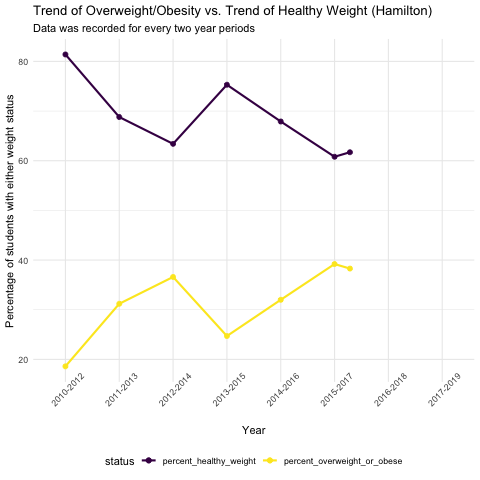 Trend of Overweight/Obesity vs. Trend of Healthy Weight (Hamilton)
Data was recorded for every two year periods
Percentage of students with either weight status
80
60
40
20
2010-2012
2011-2013
2012-2014
2013-2015
2014-2016
2015-2017
2016-2018
2017-2019
Year
status
percent_healthy_weight
percent_overweight_or_obese